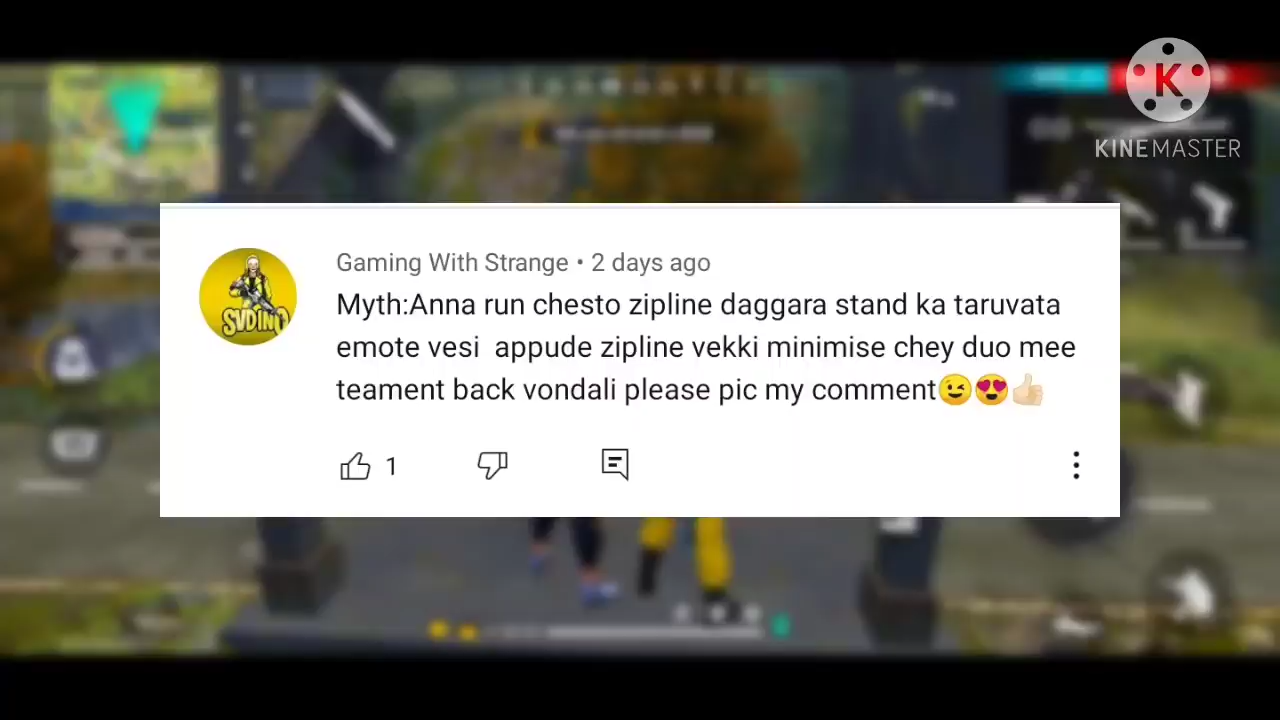 KINEMASTER
Gaming With Strange • 2 days ago
Myth:Anna run chesto zipline daggara stand ka taruvata
emote vesi  appude zipline vekki minimise chey duo mee
teament back vondali please pic my comment😉😍👍🏻
SVDINO
1